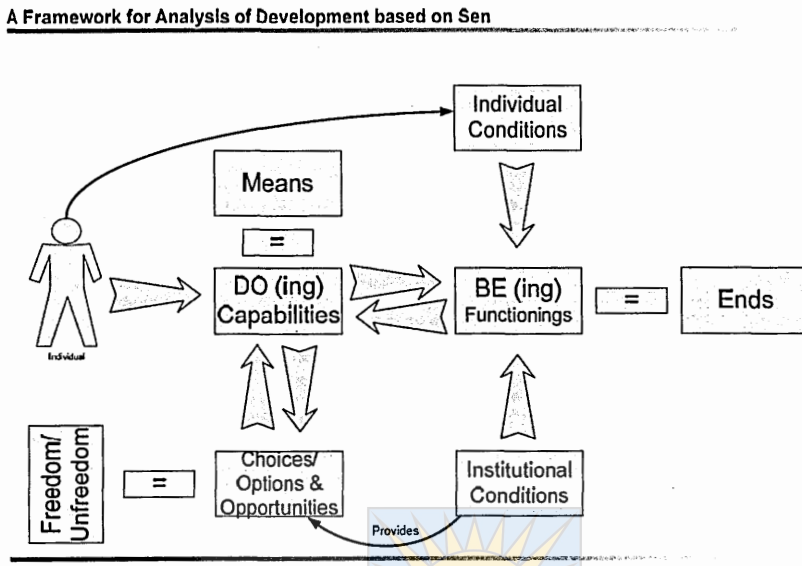 A Framework for Analysis of Development based on Sen
Individual
Conditions
Means
=
DO (ing)
Capabilities
BE (ing)
Functionings
=
Ends
Individual
Freedom/
Unfreedom
=
Choices/
Options &
Opportunities
Institutional
Conditions
Provides